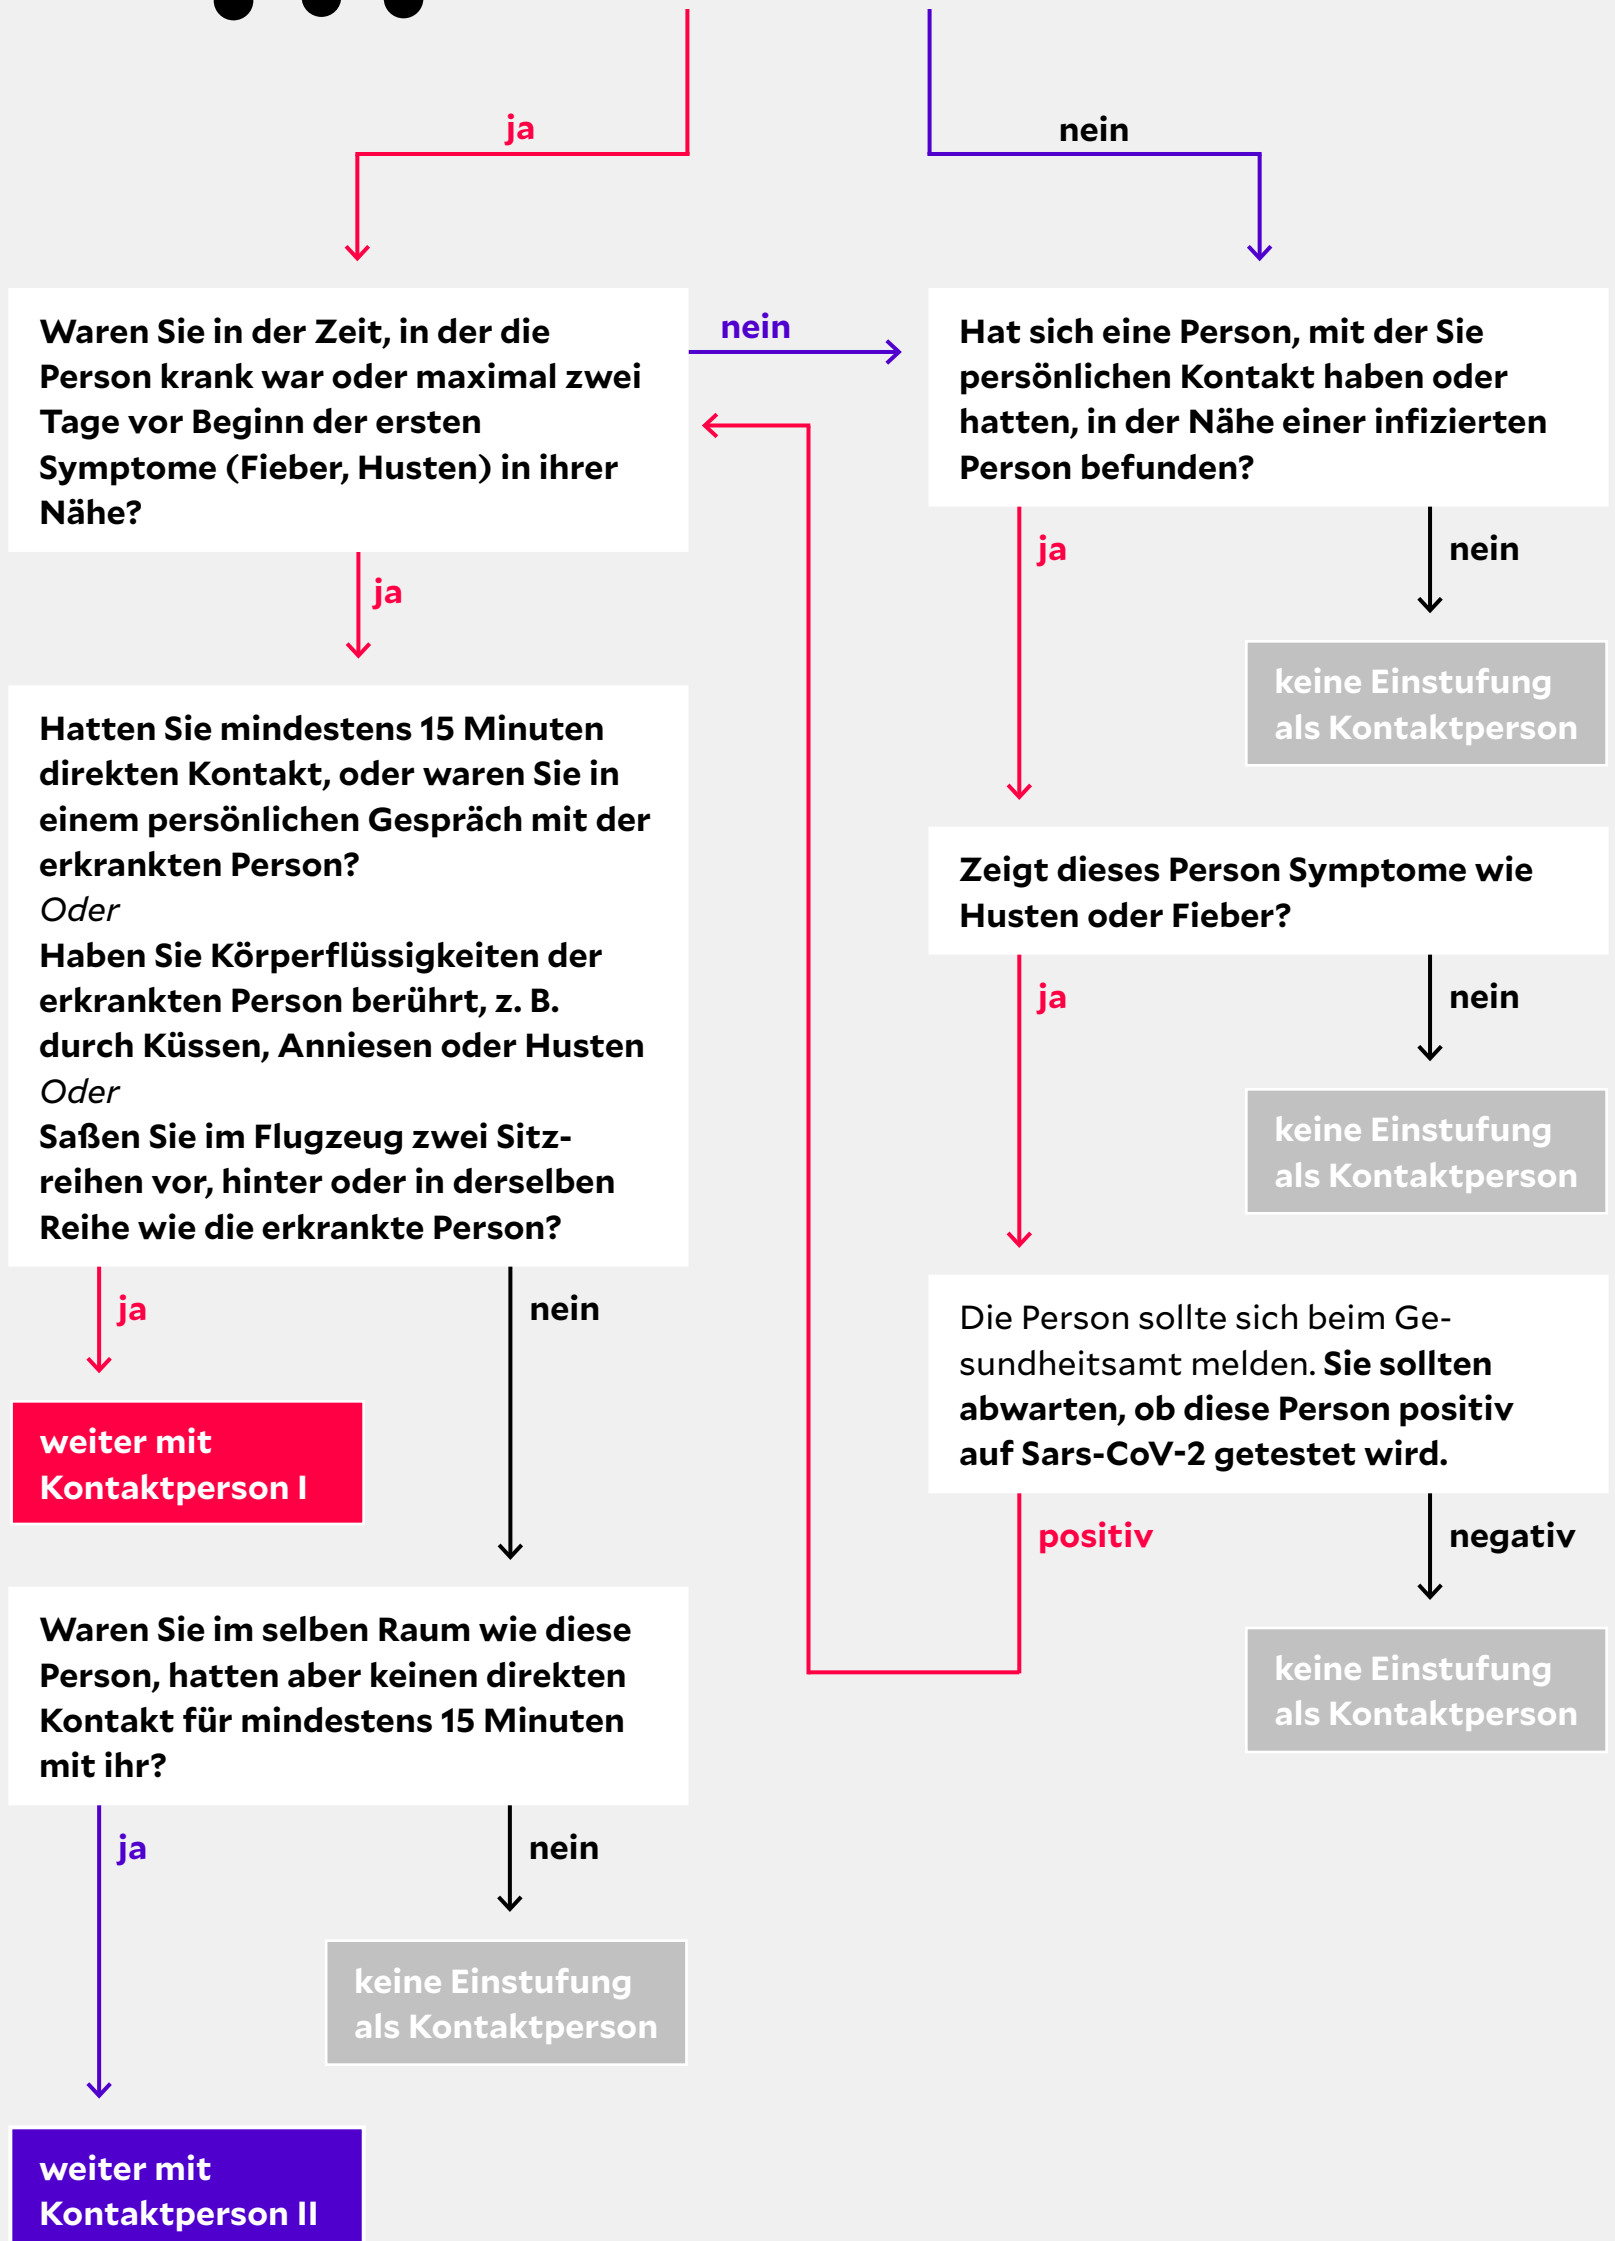 ja
nein
Waren Sie in der Zeit, in der die
Person krank war oder maximal zwei
Tage vor Beginn der ersten
Symptome (Fieber, Husten) in ihrer
Nähe?
nein
Hat sich eine Person, mit der Sie
persönlichen Kontakt haben oder
hatten, in der Nähe einer infizierten
Person befunden?
ja
ja
nein
keine Einstufung
als Kontaktperson
Hatten Sie mindestens 15 Minuten
direkten Kontakt, oder waren Sie in
einem persönlichen Gespräch mit der
erkrankten Person?
Oder
Haben Sie Körperflüssigkeiten der
erkrankten Person berührt, z. B.
durch Küssen, Anniesen oder Husten
Oder
Saßen Sie im Flugzeug zwei Sitz-
reihen vor, hinter oder in derselben
Reihe wie die erkrankte Person?
Zeigt dieses Person Symptome wie
Husten oder Fieber?
ja
nein
keine Einstufung
als Kontaktperson
ja
nein
Die Person sollte sich beim Ge-
sundheitsamt melden. Sie sollten
abwarten, ob diese Person positiv
auf Sars-CoV-2 getestet wird.
weiter mit
Kontaktperson I
positiv
negativ
Waren Sie im selben Raum wie diese
Person, hatten aber keinen direkten
Kontakt für mindestens 15 Minuten
mit ihr?
keine Einstufung
als Kontaktperson
ja
nein
keine Einstufung
als Kontaktperson
weiter mit
Kontaktperson II